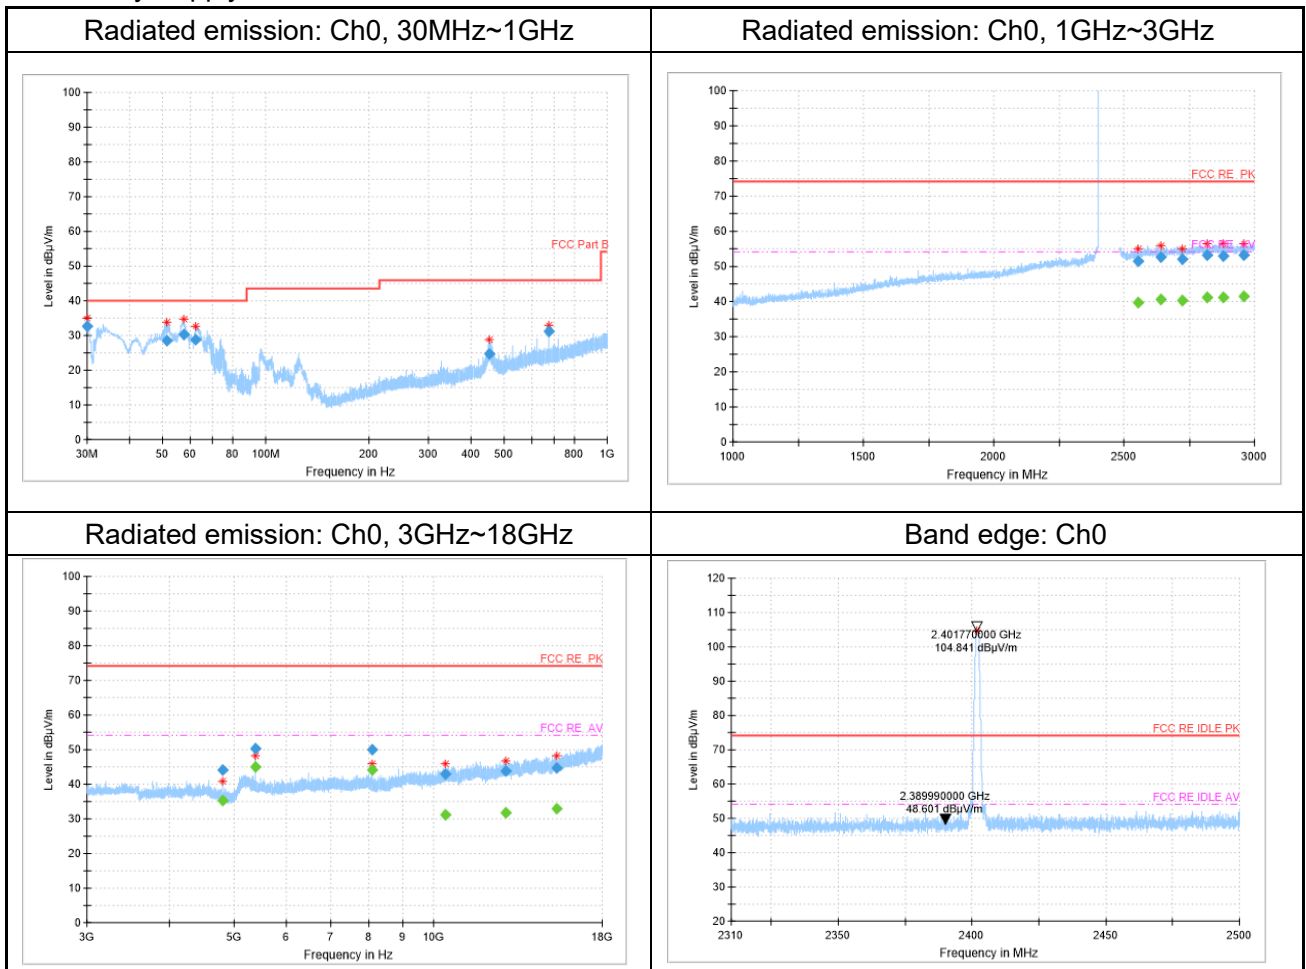 Radiated emission: Ch0, 30MHz~1GHz
Radiated emission: Ch0, 1GHz~3GHz
100
90
80
70
60
50
40
30
20
10
0
Level in dBµV/m
FCC Part B
30M 50 60 80 100M 200 300 400 500 800 1G
Frequency in Hz
100
90
80
70
60
50
40
30
20
10
0
Level in dBµV/m
FCC RE PK
1000 1500 2000 2500 3000
Frequency in MHz
Radiated emission: Ch0, 3GHz~18GHz
Band edge: Ch0
100
90
80
70
60
50
40
30
20
10
0
Level in dBµV/m
FCC RE PK
FCC RE AV
3G 5G 6 7 8 9 10G 18G
Frequency in Hz
120
110
100
90
80
70
60
50
40
30
20
Level in dBµV/m
2.401770000 GHz
104.841 dBµV/m
FCC RE IDLE PK
2.389990000 GHz
48.601 dBµV/m
FCC RE IDLE AV
2310 2350 2400 2450 2500
Frequency in MHz